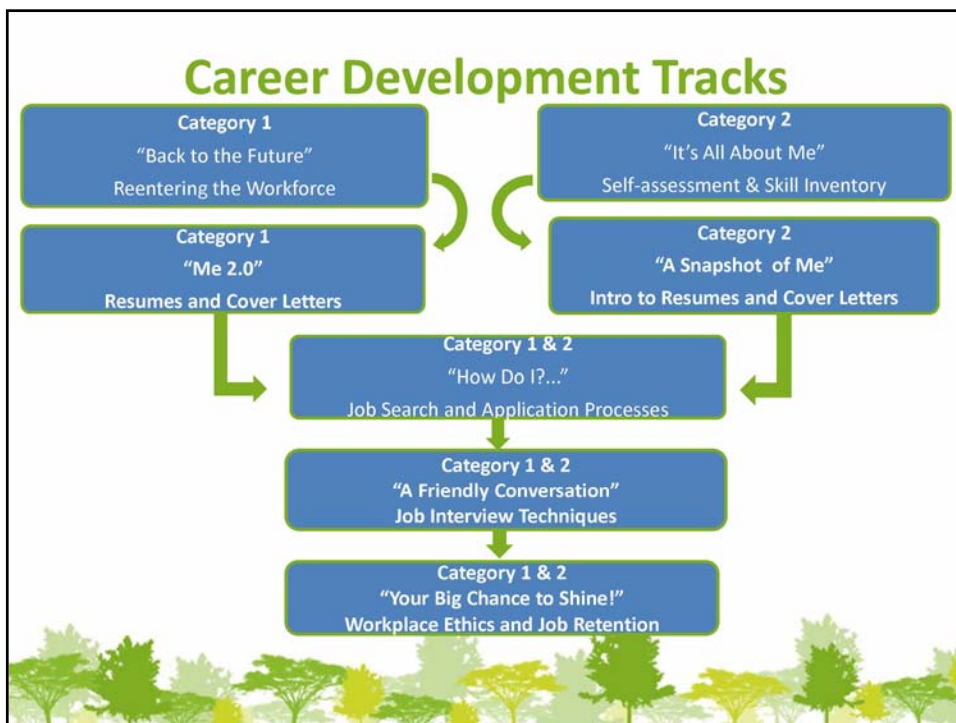 Career Development Tracks
Category 1
“Back to the Future”
Reentering the Workforce
Category 2
“It’s All About Me”
Self-assessment & Skill Inventory
Category 1
“Me 2.0”
Resumes and Cover Letters
Category 2
“A Snapshot of Me”
Intro to Resumes and Cover Letters
Category 1 & 2
“How Do I?...”
Job Search and Application Processes
Category 1 & 2
“A Friendly Conversation”
Job Interview Techniques
Category 1 & 2
“Your Big Chance to Shine!”
Workplace Ethics and Job Retention